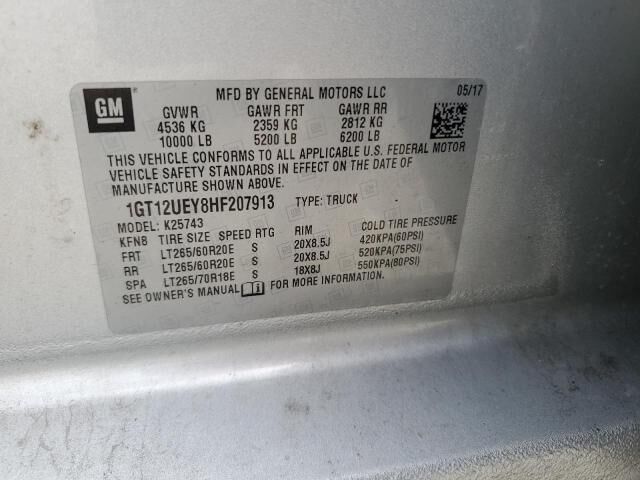 GM
MFD BY GENERAL MOTORS LLC 05/17
GVWR GAWR FRT GAWR RR
4536 KG 2359 KG 2812 KG
10000 LB 5200 LB 6200 LB
THIS VEHICLE CONFORMS TO ALL APPLICABLE U.S. FEDERAL MOTOR
VEHICLE SAFETY STANDARDS IN EFFECT ON THE DATE OF
MANUFACTURE SHOWN ABOVE.
1GT12UEY8HF207913 TYPE: TRUCK
MODEL: K25743
KFN8 TIRE SIZE SPEED RTG RIM COLD TIRE PRESSURE
FRT LT265/60R20E S 20X8.5J 420KPA(60PSI)
RR LT265/60R20E S 20X8.5J 520KPA(75PSI)
SPA LT265/70R18E S 18X8J 550KPA(80PSI)
SEE OWNER'S MANUAL i FOR MORE INFORMATION.